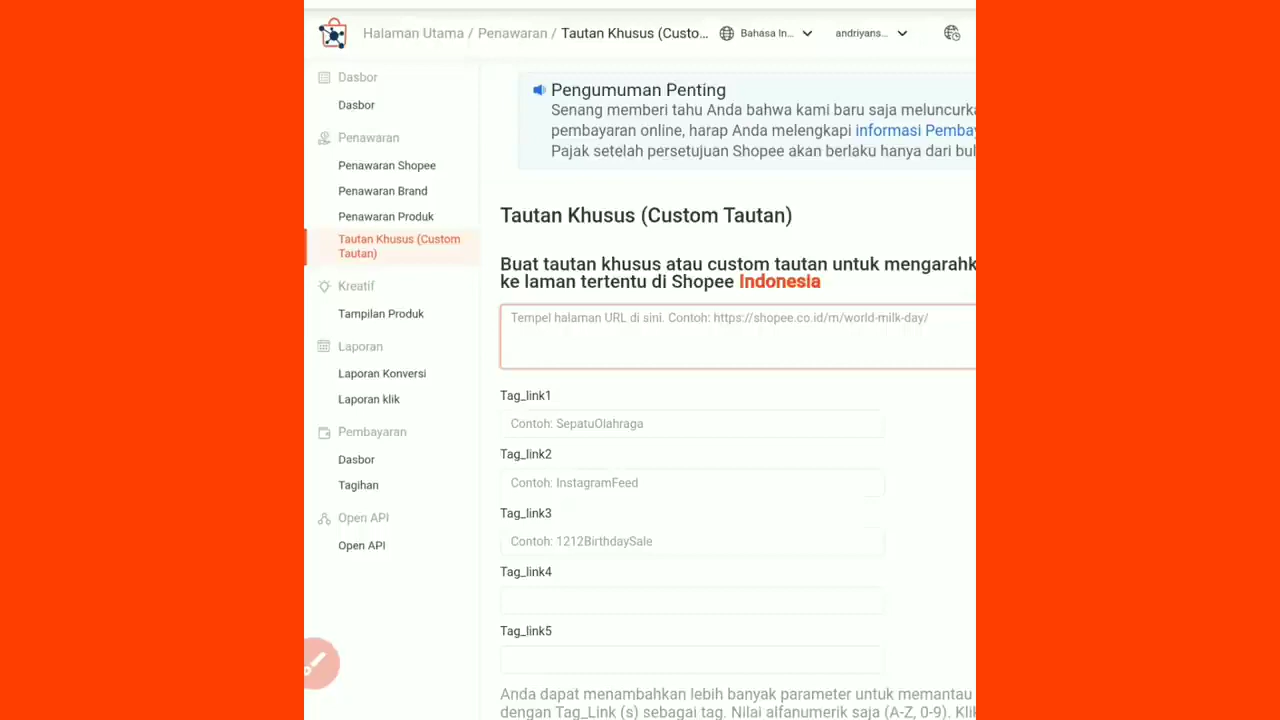 Halaman Utama / Penawaran / Tautan Khusus (Custo...
Bahasa In...
andriyans...
Dasbor
Dasbor
Penawaran
Penawaran Shopee
Penawaran Brand
Penawaran Produk
Tautan Khusus (Custom
Tautan)
Kreatif
Tampilan Produk
Laporan
Laporan Konversi
Laporan klik
Pembayaran
Dasbor
Tagihan
Open API
Open API
Pengumuman Penting
Senang memberi tahu Anda bahwa kami baru saja meluncurka
pembayaran online, harap Anda melengkapi informasi Pembay
Pajak setelah persetujuan Shopee akan berlaku hanya dari bul
Tautan Khusus (Custom Tautan)
Buat tautan khusus atau custom tautan untuk mengarahk
ke laman tertentu di Shopee Indonesia
Tempel halaman URL di sini. Contoh: https://shopee.co.id/m/world-milk-day/
Tag_link1
Contoh: SepatuOlahraga
Tag_link2
Contoh: InstagramFeed
Tag_link3
Contoh: 1212BirthdaySale
Tag_link4
Tag_link5
Anda dapat menambahkan lebih banyak parameter untuk memantau
dengan Tag_Link (s) sebagai tag. Nilai alfanumerik saja (A-Z, 0-9). Klik